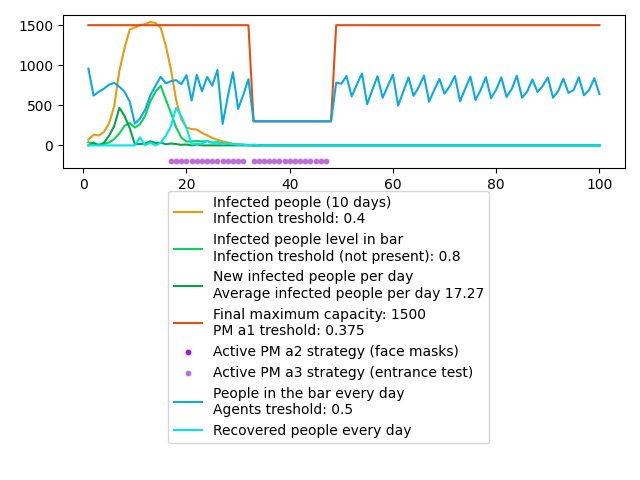 1500
1000
500
0
0
20
40
60
80
100
Infected people (10 days)
Infection treshold: 0.4
Infected people level in bar
Infection treshold (not present): 0.8
New infected people per day
Average infected people per day 17.27
Final maximum capacity: 1500
PM a1 treshold: 0.375
Active PM a2 strategy (face masks)
Active PM a3 strategy (entrance test)
People in the bar every day
Agents treshold: 0.5
Recovered people every day